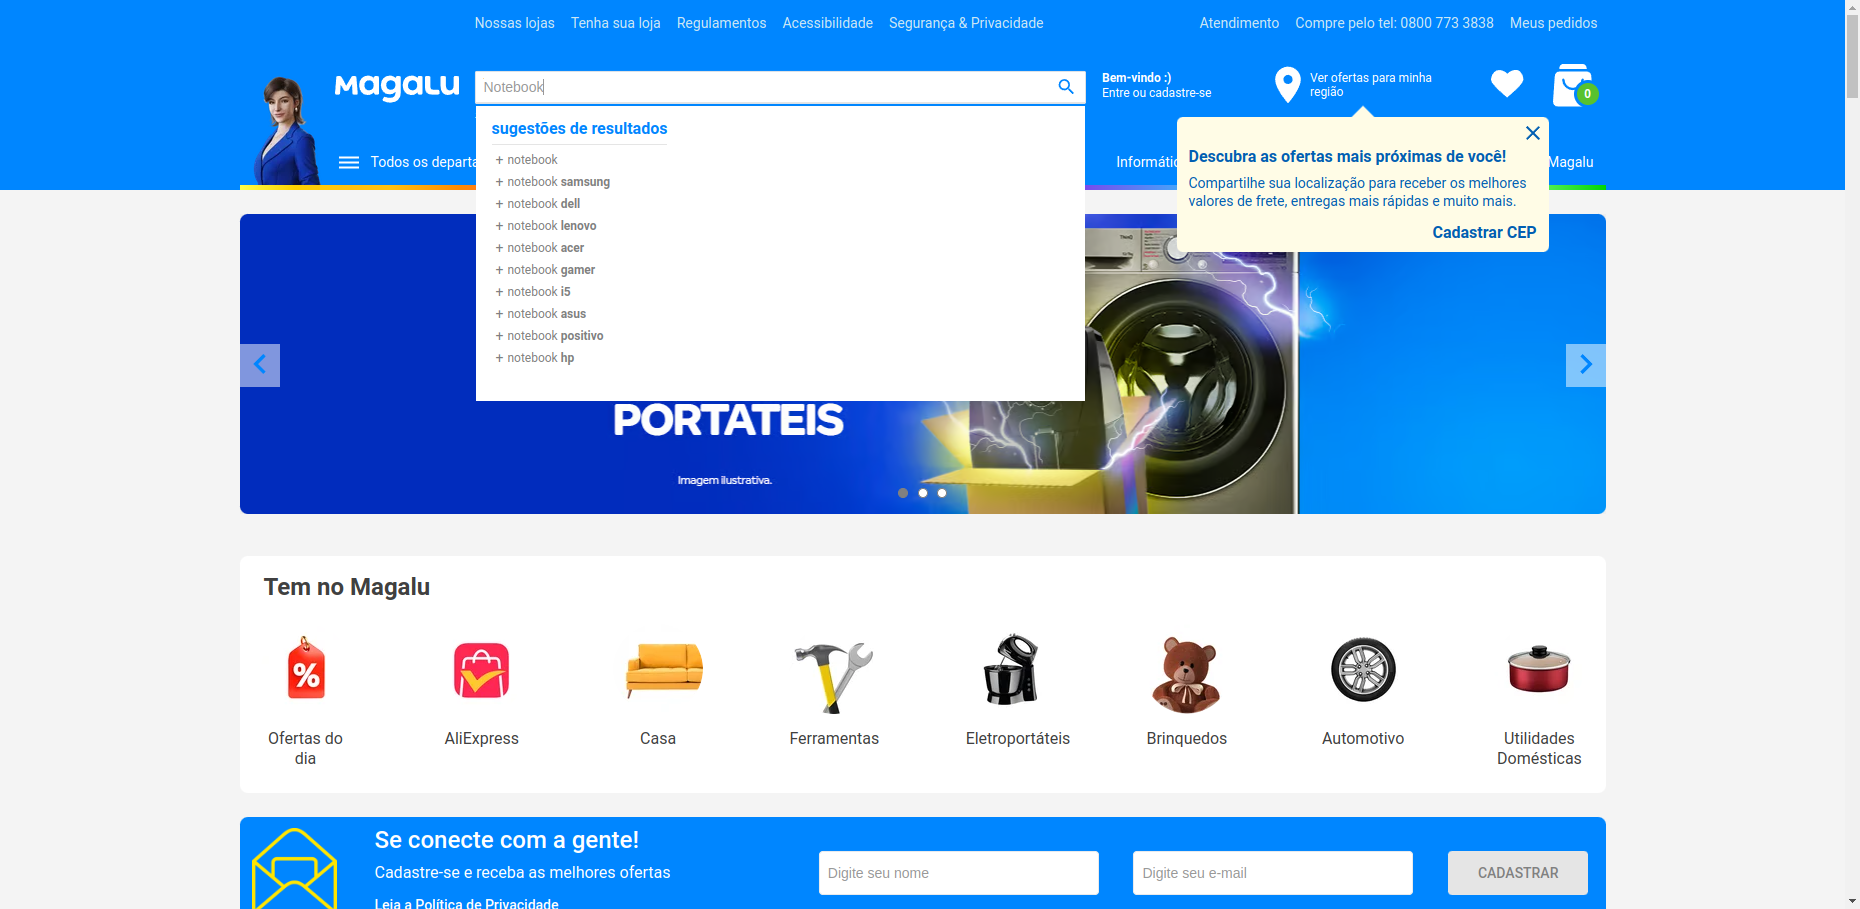 Nossas lojas Tenha sua loja Regulamentos Acessibilidade Segurança & Privacidade Atendimento Compre pelo tel: 0800 773 3838 Meus pedidos
Magalu
Notebook
Bem-vindo :)
Entre ou cadastre-se
Ver ofertas para minha
região
0
Todos os departa
sugestões de resultados
+ notebook
+ notebook samsung
+ notebook dell
+ notebook lenovo
+ notebook acer
+ notebook gamer
+ notebook i5
+ notebook asus
+ notebook positivo
+ notebook hp
Magalu
Descubra as ofertas mais próximas de você!
Compartilhe sua localização para receber os melhores
valores de frete, entregas mais rápidas e muito mais.
Cadastrar CEP
PORTÁTEIS
Imagem ilustrativa.
Tem no Magalu
%
Ofertas do
dia
AliExpress
Casa
Ferramentas
Eletroportáteis
Brinquedos
Automotivo
Utilidades
Domésticas
Se conecte com a gente!
Cadastre-se e receba as melhores ofertas
Leia a Política de Privacidade
Digite seu nome
Digite seu e-mail
CADASTRAR